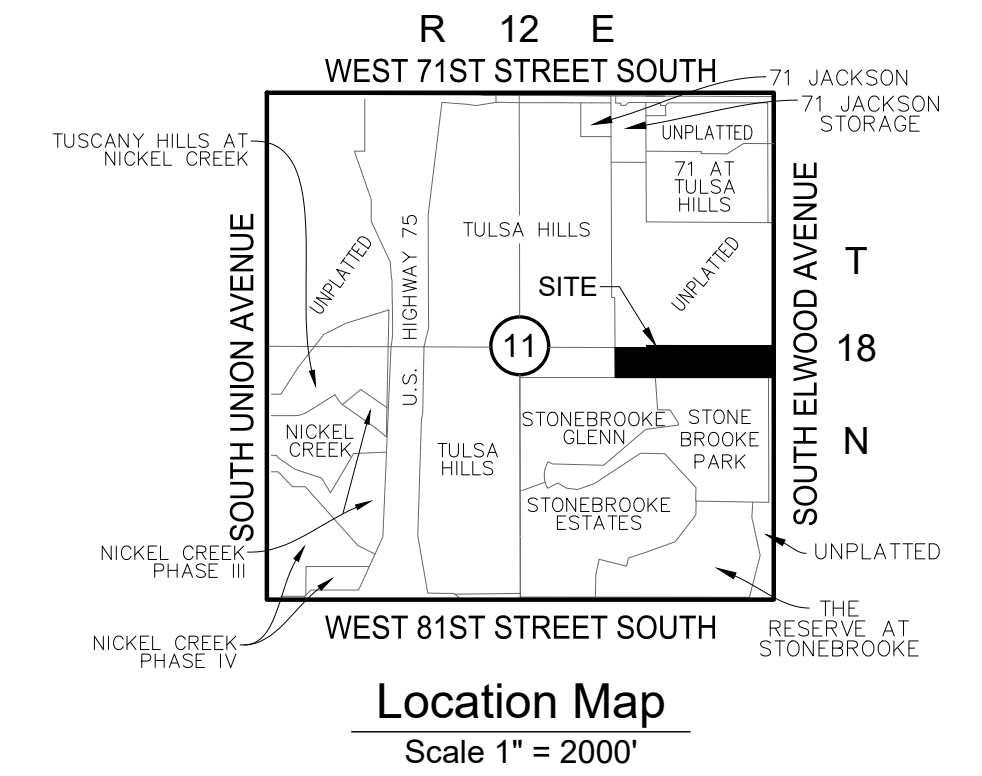 R 12 E
WEST 71ST STREET SOUTH
71 JACKSON
71 JACKSON
STORAGE
TUSCANY HILLS AT
NICKEL CREEK
UNPLATTED
71 AT
TULSA
HILLS
SOUTH UNION AVENUE
UNPLATTED
U.S. HIGHWAY 75
TULSA HILLS
UNPLATTED
SOUTH ELWOOD AVENUE
T
18
N
SITE
11
NICKEL
CREEK
TULSA
HILLS
STONEBROOKE
GLENN
STONE
BROOKE
PARK
STONEBROOKE
ESTATES
NICKEL CREEK
PHASE III
UNPLATTED
NICKEL CREEK
PHASE IV
THE
RESERVE AT
STONEBROOKE
WEST 81ST STREET SOUTH
Location Map
Scale 1" = 2000'